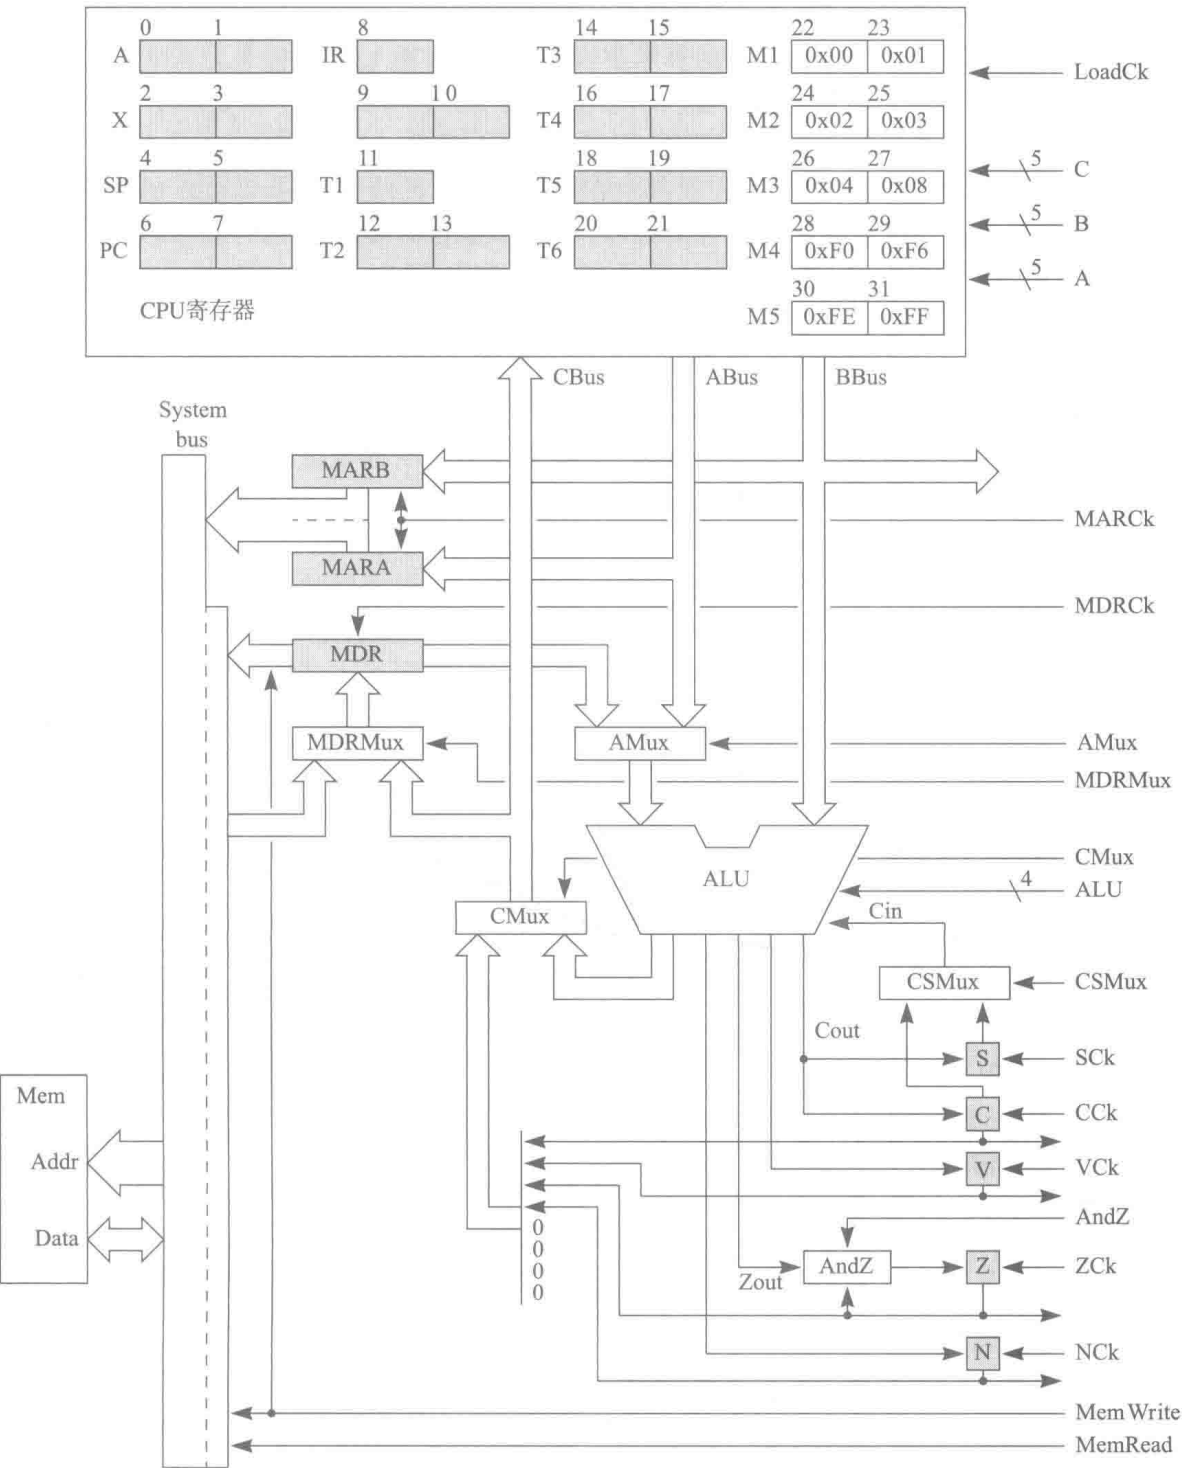 0 1 8 14 15 22 23
A IR T3 M1 0x00 0x01 LoadCk
2 3 9 10 16 17 24 25
X T4 M2 0x02 0x03
4 5 11 18 19 26 27 5
SP T1 T5 M3 0x04 0x08 C
6 7 12 13 20 21 28 29 5
PC T2 T6 M4 0xF0 0xF6 B
30 31 5
CPU寄存器 M5 0xFE 0xFF A
CBus ABus BBus
System
bus
MARB
MARCk
MARA
MDRCk
MDR
MDRMux AMux AMux
MDRMux
CMux
ALU 4 ALU
CMux Cin
CSMux CSMux
Cout
S SCk
Mem
C CCk
Addr V VCk
AndZ
Data 0
0
AndZ Z ZCk
0 Zout
0
N NCk
MemWrite
MemRead